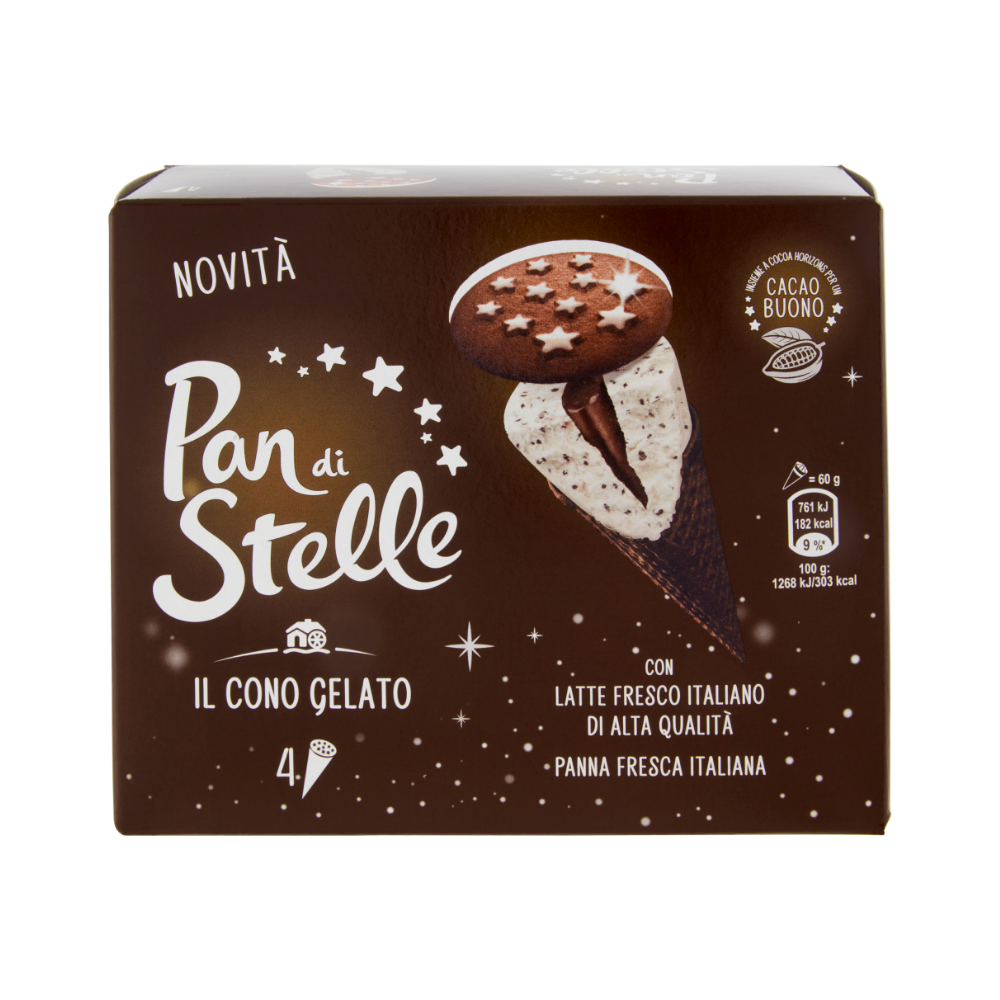 NOVITÀ
Pan di
Stelle
IL CONO GELATO
4
INSIEME A COCOA HORIZONS PER UN
CACAO
BUONO
= 60 g
761 kJ
182 kcal
9 %*
100 g:
1268 kJ/303 kcal
CON
LATTE FRESCO ITALIANO
DI ALTA QUALITÀ
PANNA FRESCA ITALIANA